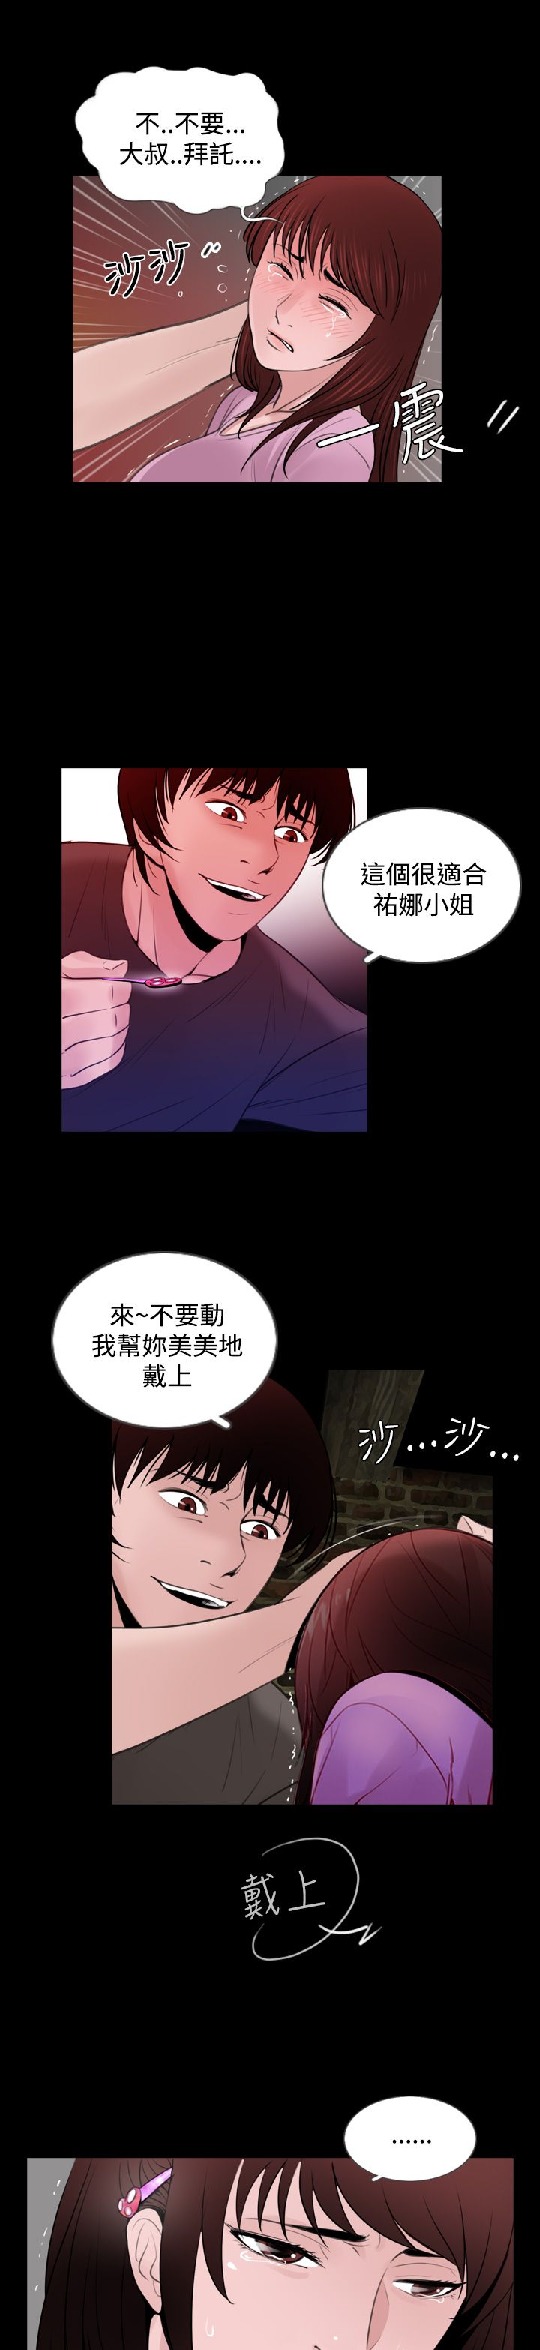 不..不要...
大叔..拜託....
沙沙
震
這個很適合
祐娜小姐
來~不要動
我幫妳美美地
戴上
沙...沙...
戴上
......